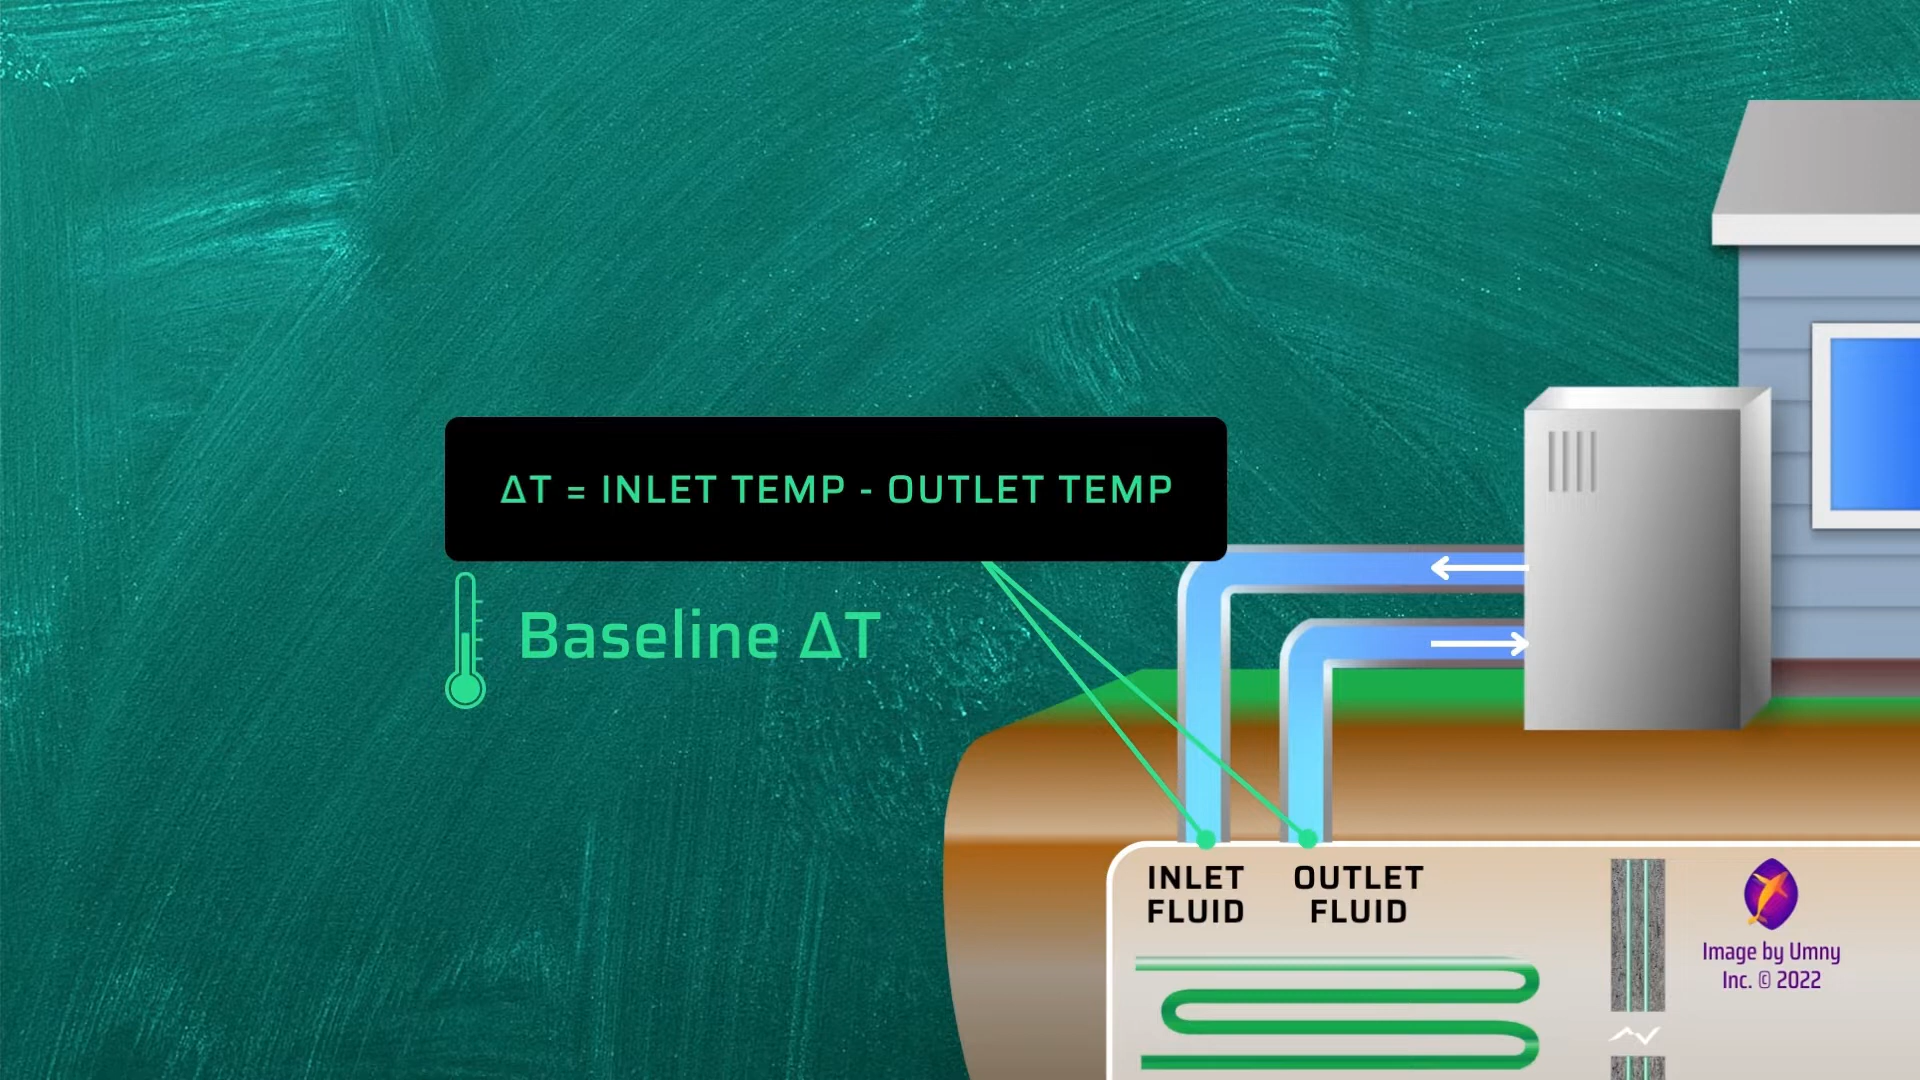 ΔT = INLET TEMP - OUTLET TEMP
Baseline ΔT
INLET
FLUID
OUTLET
FLUID
Image by Umny
Inc. © 2022